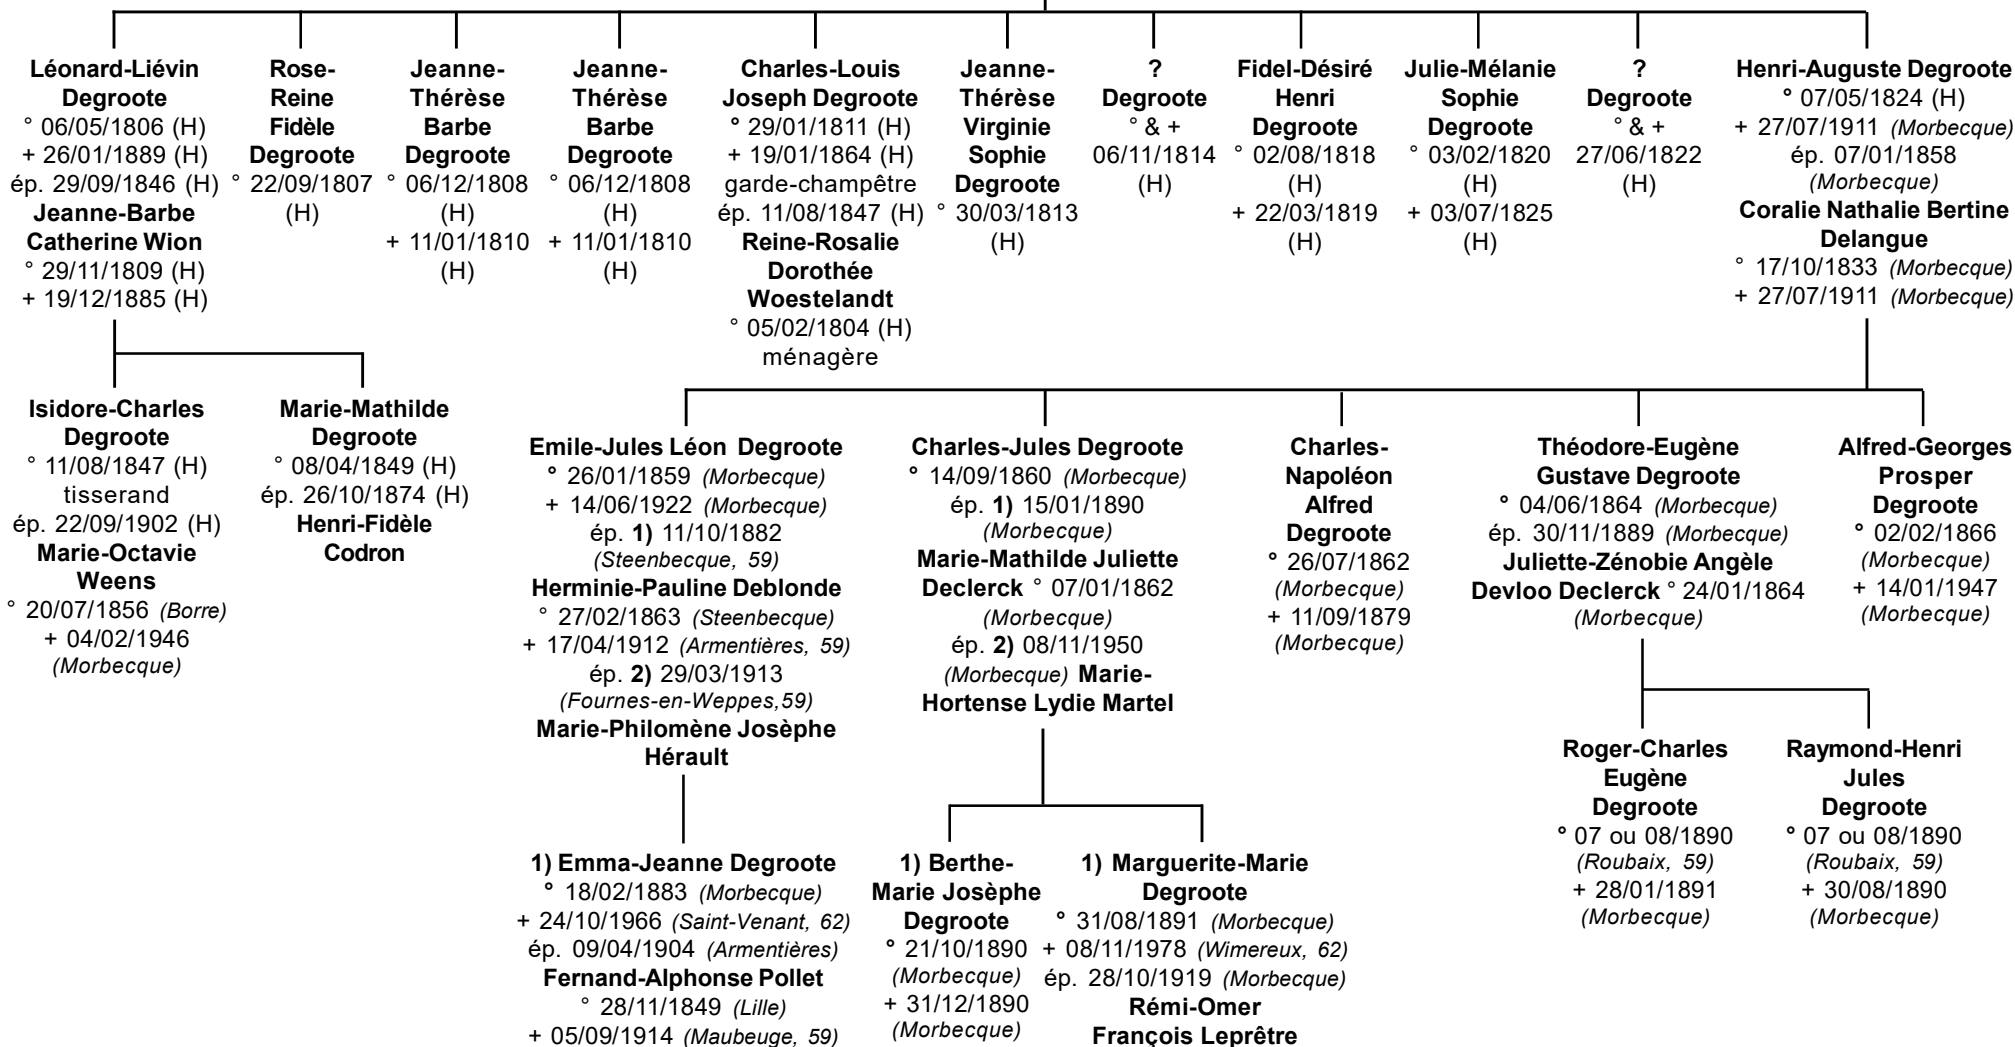 Léonard-Liévin
Degroote
° 06/05/1806 (H)
+ 26/01/1889 (H)
ép. 29/09/1846 (H)
Jeanne-Barbe
Catherine Wion
° 29/11/1809 (H)
+ 19/12/1885 (H)
Rose-
Reine
Fidèle
Degroote
° 22/09/1807
(H)
Jeanne-
Thérèse
Barbe
Degroote
° 06/12/1808
(H)
+ 11/01/1810
(H)
Jeanne-
Thérèse
Barbe
Degroote
° 06/12/1808
(H)
+ 11/01/1810
(H)
Charles-Louis
Joseph Degroote
° 29/01/1811 (H)
+ 19/01/1864 (H)
garde-champêtre
ép. 11/08/1847 (H)
Reine-Rosalie
Dorothée
Woestelandt
° 05/02/1804 (H)
ménagère
Jeanne-
Thérèse
Virginie
Sophie
Degroote
° 30/03/1813
(H)
?
Degroote
° & +
06/11/1814
(H)
Fidel-Désiré
Henri
Degroote
° 02/08/1818
(H)
+ 22/03/1819
(H)
Julie-Mélanie
Sophie
Degroote
° 03/02/1820
(H)
+ 03/07/1825
(H)
?
Degroote
° & +
27/06/1822
(H)
Henri-Auguste Degroote
° 07/05/1824 (H)
+ 27/07/1911 (Morbecque)
ép. 07/01/1858
(Morbecque)
Coralie Nathalie Bertine
Delangue
° 17/10/1833 (Morbecque)
+ 27/07/1911 (Morbecque)
Isidore-Charles
Degroote
° 11/08/1847 (H)
tisserand
ép. 22/09/1902 (H)
Marie-Octavie
Weens
° 20/07/1856 (Borre)
+ 04/02/1946
(Morbecque)
Marie-Mathilde
Degroote
° 08/04/1849 (H)
ép. 26/10/1874 (H)
Henri-Fidèle
Codron
Emile-Jules Léon Degroote
° 26/01/1859 (Morbecque)
+ 14/06/1922 (Morbecque)
ép. 1) 11/10/1882
(Steenbecque, 59)
Herminie-Pauline Deblonde
° 27/02/1863 (Steenbecque)
+ 17/04/1912 (Armentières, 59)
ép. 2) 29/03/1913
(Fournes-en-Weppes,59)
Marie-Philomène Josèphe
Hérault
Charles-Jules Degroote
° 14/09/1860 (Morbecque)
ép. 1) 15/01/1890
(Morbecque)
Marie-Mathilde Juliette
Declerck ° 07/01/1862
(Morbecque)
ép. 2) 08/11/1950
(Morbecque) Marie-
Hortense Lydie Martel
Charles-
Napoléon
Alfred
Degroote
° 26/07/1862
(Morbecque)
+ 11/09/1879
(Morbecque)
Théodore-Eugène
Gustave Degroote
° 04/06/1864 (Morbecque)
ép. 30/11/1889 (Morbecque)
Juliette-Zénobie Angèle
Devloo Declerck ° 24/01/1864
(Morbecque)
Alfred-Georges
Prosper
Degroote
° 02/02/1866
(Morbecque)
+ 14/01/1947
(Morbecque)
1) Emma-Jeanne Degroote
° 18/02/1883 (Morbecque)
+ 24/10/1966 (Saint-Venant, 62)
ép. 09/04/1904 (Armentières)
Fernand-Alphonse Pollet
° 28/11/1849 (Lille)
+ 05/09/1914 (Maubeuge, 59)
1) Berthe-
Marie Josèphe
Degroote
° 21/10/1890
(Morbecque)
+ 31/12/1890
(Morbecque)
1) Marguerite-Marie
Degroote
° 31/08/1891 (Morbecque)
+ 08/11/1978 (Wimereux, 62)
ép. 28/10/1919 (Morbecque)
Rémi-Omer
François Leprêtre
Roger-Charles
Eugène
Degroote
° 07 ou 08/1890
(Roubaix, 59)
+ 28/01/1891
(Morbecque)
Raymond-Henri
Jules
Degroote
° 07 ou 08/1890
(Roubaix, 59)
+ 30/08/1890
(Morbecque)